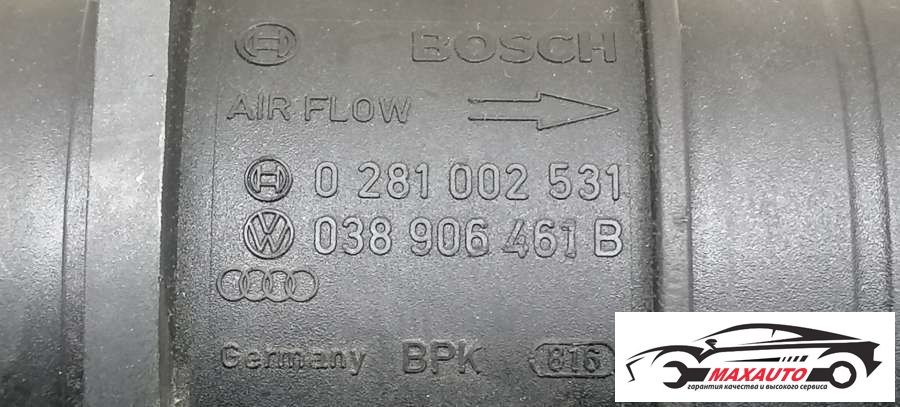 BOSCH
AIR FLOW
0 281 002 531
038 906 461 B
Germany BPK 816
MAXAUTO
гарантия качества и высокого сервиса